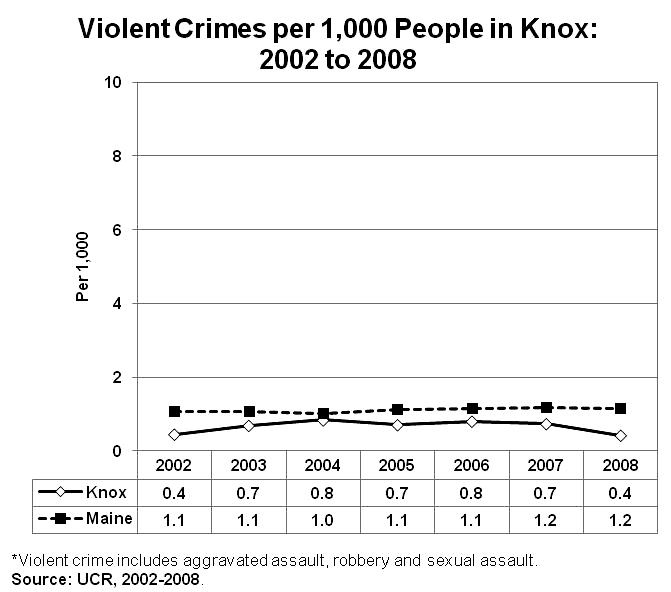 Violent Crimes per 1,000 People in Knox:
2002 to 2008
10
8
6
4
2
0
Per 1,000
2002 2003 2004 2005 2006 2007 2008
Knox 0.4 0.7 0.8 0.7 0.8 0.7 0.4
Maine 1.1 1.1 1.0 1.1 1.1 1.2 1.2
*Violent crime includes aggravated assault, robbery and sexual assault.
Source: UCR, 2002-2008.